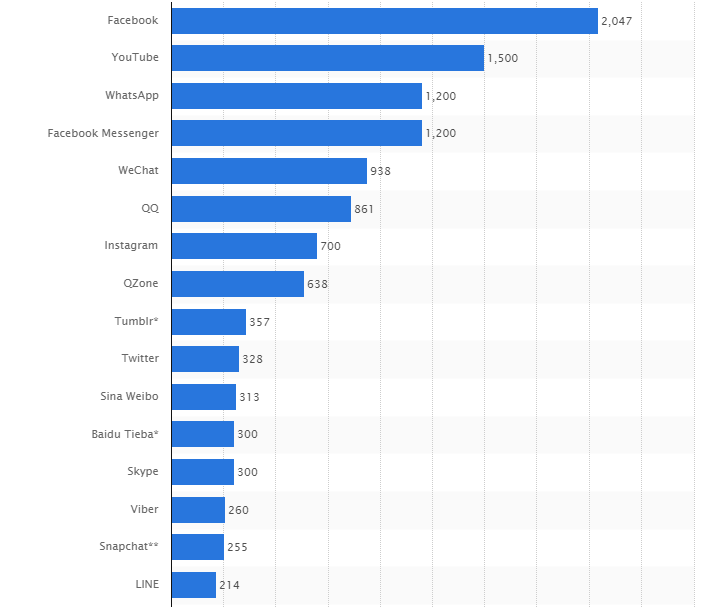 Facebook 2,047
YouTube 1,500
WhatsApp 1,200
Facebook Messenger 1,200
WeChat 938
QQ 861
Instagram 700
QZone 638
Tumblr* 357
Twitter 328
Sina Weibo 313
Baidu Tieba* 300
Skype 300
Viber 260
Snapchat** 255
LINE 214